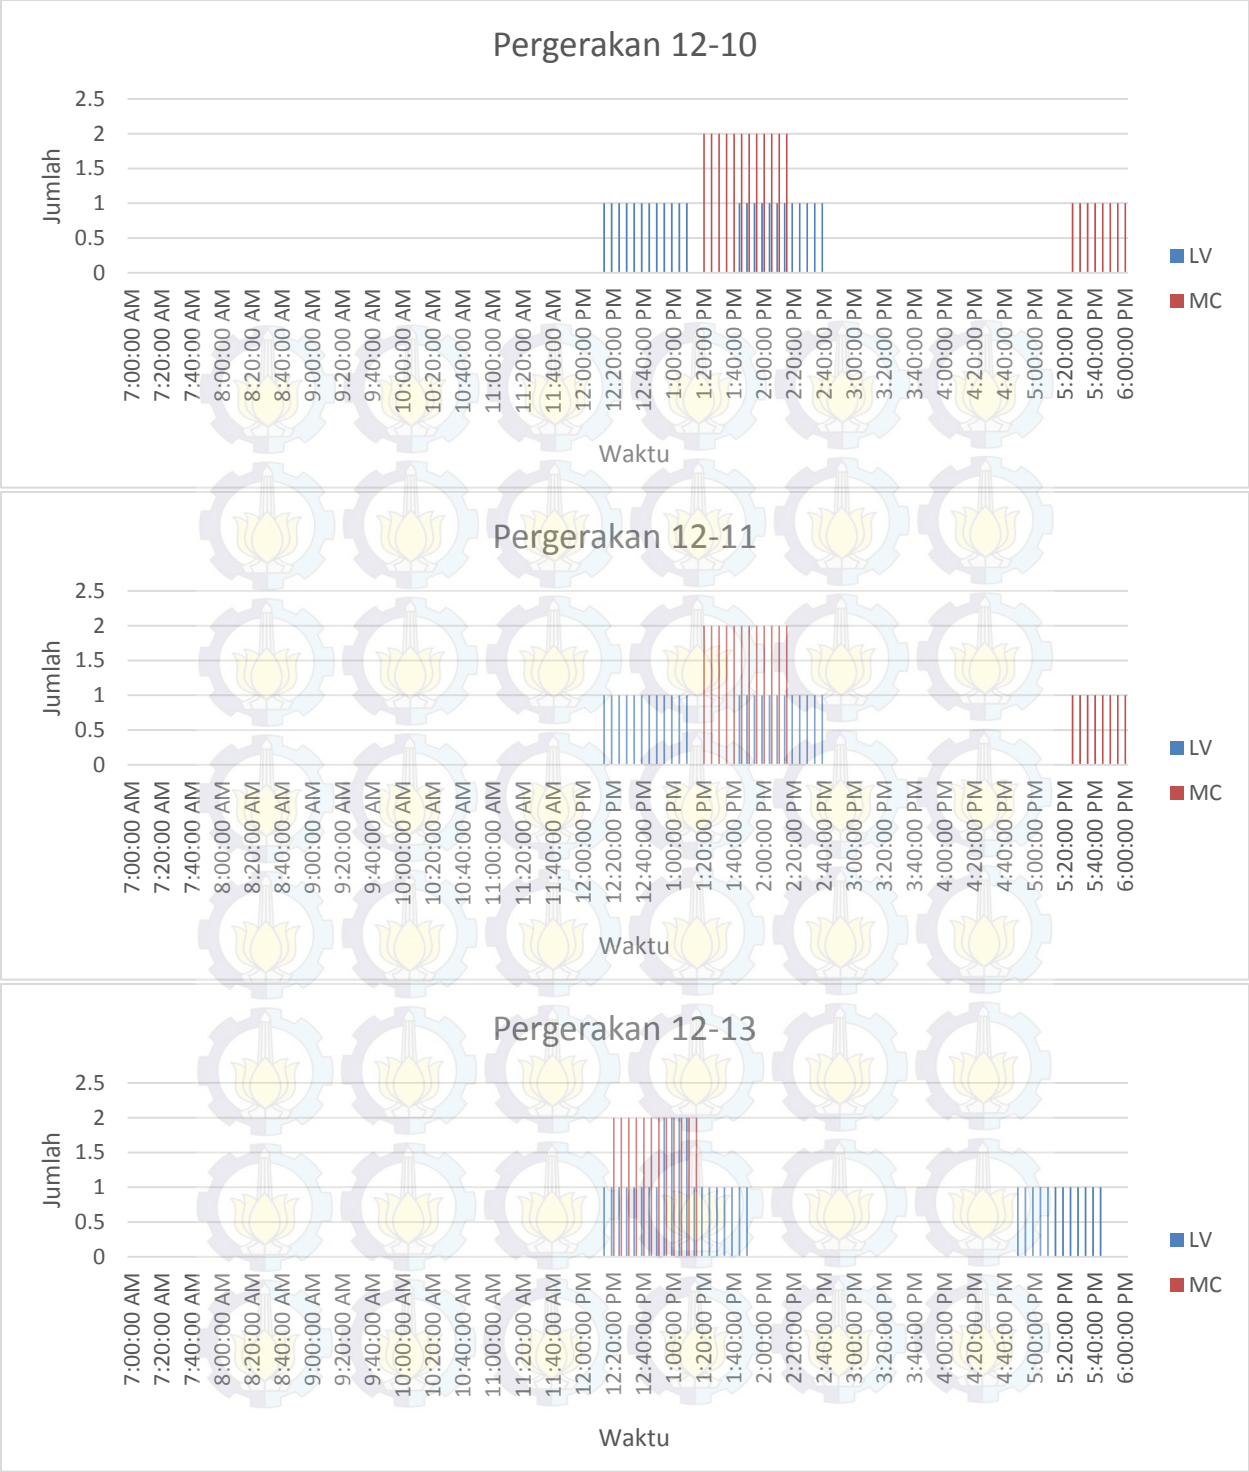 Pergerakan 12-10
2.5
2
1.5
1
0.5
0
Jumlah
7:00:00 AM
7:20:00 AM
7:40:00 AM
8:00:00 AM
8:20:00 AM
8:40:00 AM
9:00:00 AM
9:20:00 AM
9:40:00 AM
10:00:00 AM
10:20:00 AM
10:40:00 AM
11:00:00 AM
11:20:00 AM
11:40:00 AM
12:00:00 PM
12:20:00 PM
12:40:00 PM
1:00:00 PM
1:20:00 PM
1:40:00 PM
2:00:00 PM
2:20:00 PM
2:40:00 PM
3:00:00 PM
3:20:00 PM
3:40:00 PM
4:00:00 PM
4:20:00 PM
4:40:00 PM
5:00:00 PM
5:20:00 PM
5:40:00 PM
6:00:00 PM
Waktu
LV
MC
Pergerakan 12-11
2.5
2
1.5
1
0.5
0
Jumlah
7:00:00 AM
7:20:00 AM
7:40:00 AM
8:00:00 AM
8:20:00 AM
8:40:00 AM
9:00:00 AM
9:20:00 AM
9:40:00 AM
10:00:00 AM
10:20:00 AM
10:40:00 AM
11:00:00 AM
11:20:00 AM
11:40:00 AM
12:00:00 PM
12:20:00 PM
12:40:00 PM
1:00:00 PM
1:20:00 PM
1:40:00 PM
2:00:00 PM
2:20:00 PM
2:40:00 PM
3:00:00 PM
3:20:00 PM
3:40:00 PM
4:00:00 PM
4:20:00 PM
4:40:00 PM
5:00:00 PM
5:20:00 PM
5:40:00 PM
6:00:00 PM
Waktu
LV
MC
Pergerakan 12-13
2.5
2
1.5
1
0.5
0
Jumlah
7:00:00 AM
7:20:00 AM
7:40:00 AM
8:00:00 AM
8:20:00 AM
8:40:00 AM
9:00:00 AM
9:20:00 AM
9:40:00 AM
10:00:00 AM
10:20:00 AM
10:40:00 AM
11:00:00 AM
11:20:00 AM
11:40:00 AM
12:00:00 PM
12:20:00 PM
12:40:00 PM
1:00:00 PM
1:20:00 PM
1:40:00 PM
2:00:00 PM
2:20:00 PM
2:40:00 PM
3:00:00 PM
3:20:00 PM
3:40:00 PM
4:00:00 PM
4:20:00 PM
4:40:00 PM
5:00:00 PM
5:20:00 PM
5:40:00 PM
6:00:00 PM
Waktu
LV
MC